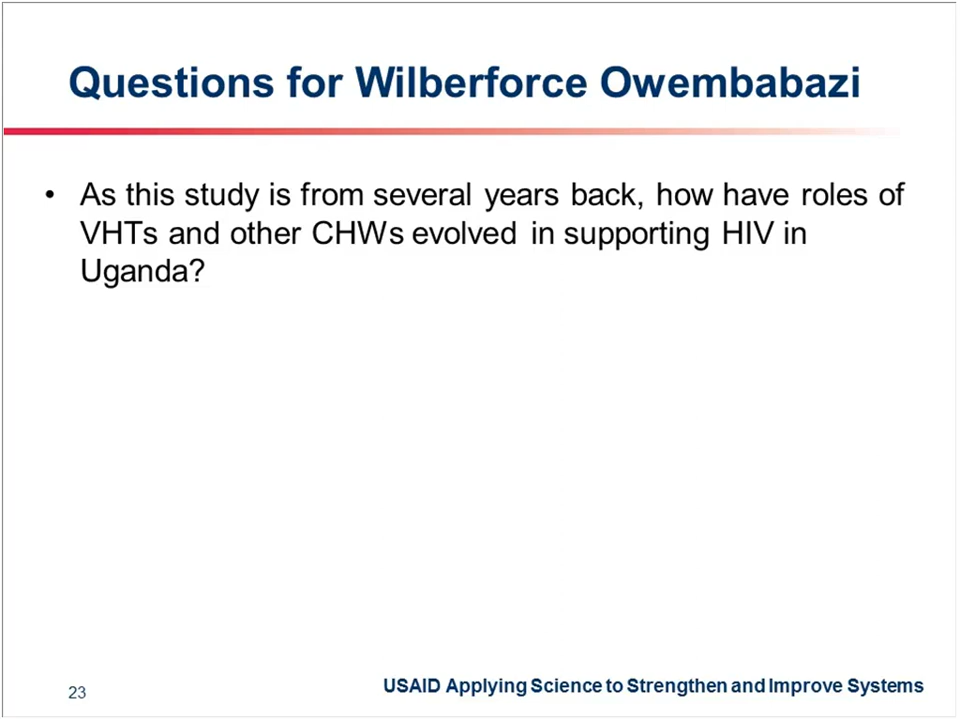 Questions for Wilberforce Owembabazi
• As this study is from several years back, how have roles of
VHTs and other CHWs evolved in supporting HIV in
Uganda?
23
USAID Applying Science to Strengthen and Improve Systems